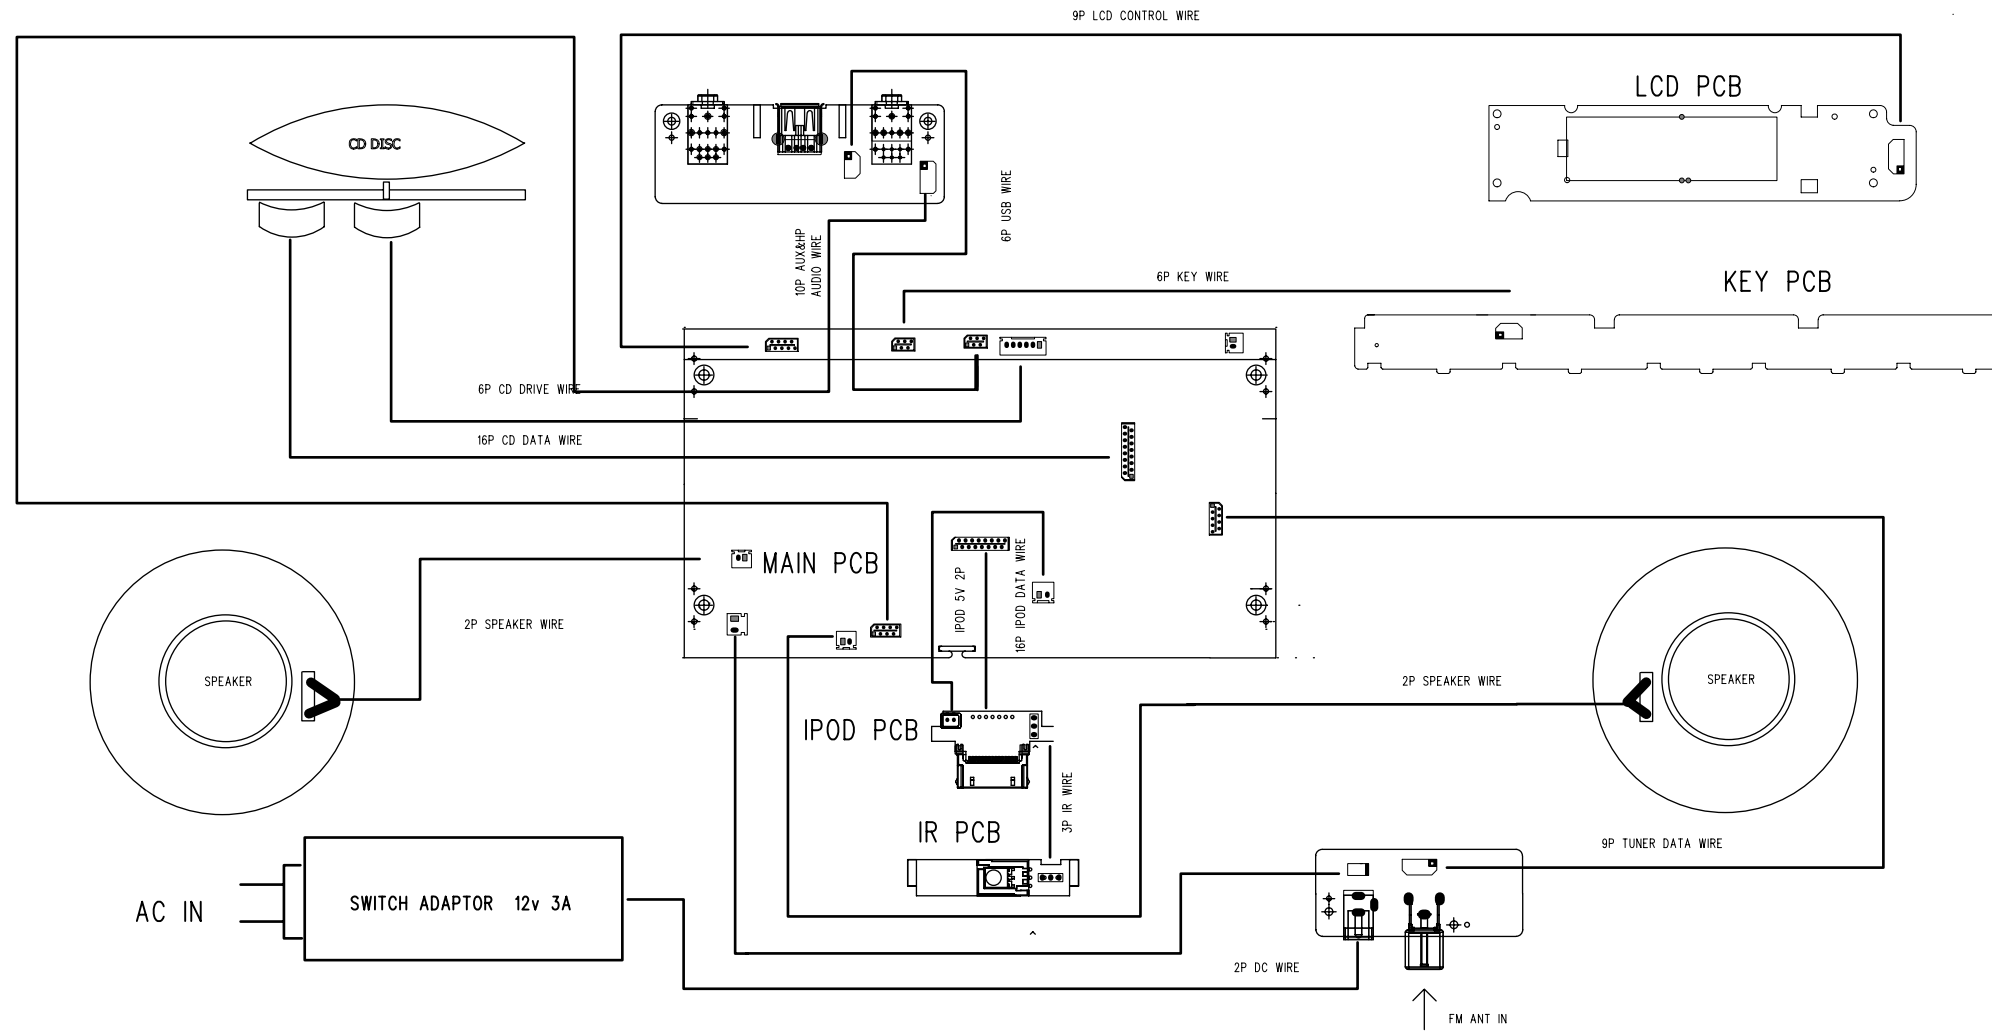 9P LCD CONTROL WIRE
LCD PCB
CD DISC
6P USB WIRE
10P AUX&HP
AUDIO WIRE
6P KEY WIRE
KEY PCB
6P CD DRIVE WIRE
16P CD DATA WIRE
MAIN PCB
IPOD 5V 2P
16P IPOD DATA WIRE
2P SPEAKER WIRE
SPEAKER
2P SPEAKER WIRE
SPEAKER
IPOD PCB
3P IR WIRE
IR PCB
9P TUNER DATA WIRE
AC IN
SWITCH ADAPTOR 12v 3A
2P DC WIRE
FM ANT IN